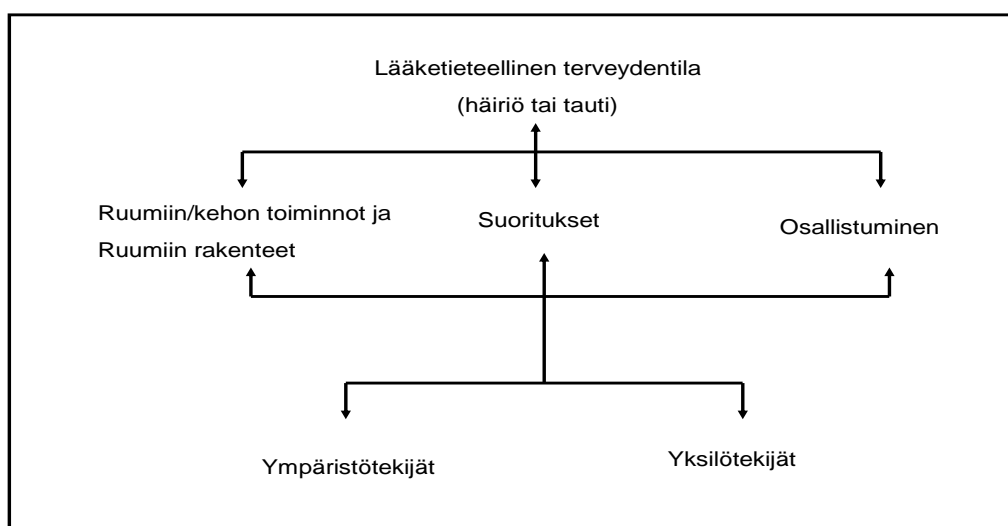 Lääketieteellinen terveydentila
(häiriö tai tauti)
Ruumiin/kehon toiminnot ja
Ruumiin rakenteet
Suoritukset
Osallistuminen
Ympäristötekijät
Yksilötekijät